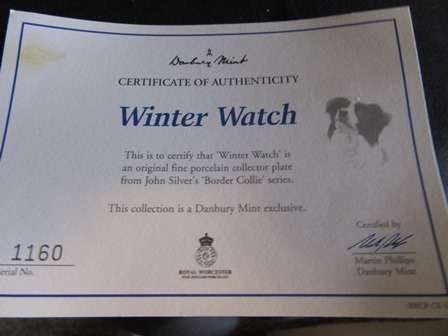 The
Danbury Mint
CERTIFICATE OF AUTHENTICITY
Winter Watch
This is to certify that 'Winter Watch' is
an original fine porcelain collector plate
from John Silver's 'Border Collie' series.
This collection is a Danbury Mint exclusive.
1160
erial No.
ROYAL WORCESTER
Certified by
Martin Phillips
Danbury Mint